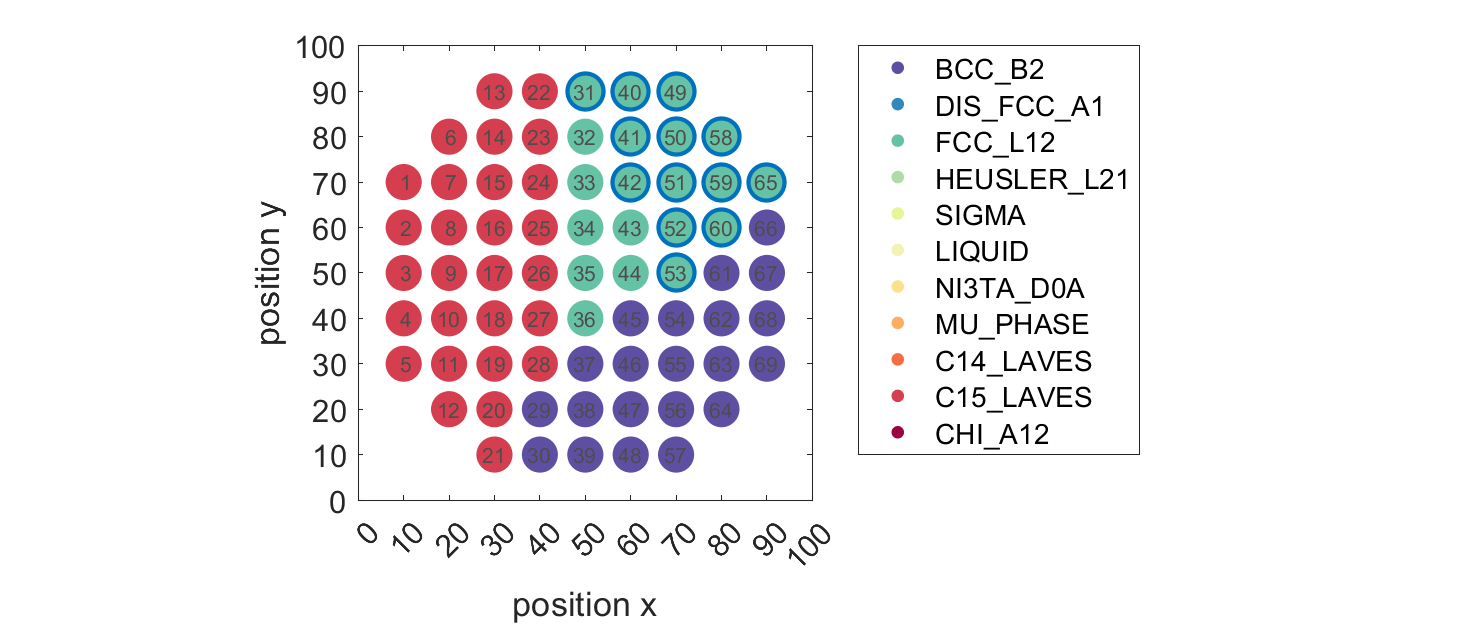 100
90
80
70
60
50
40
30
20
10
0
13 22 31 40 49
6 14 23 32 41 50 58
1 7 15 24 33 42 51 59 65
2 8 16 25 34 43 52 60 66
3 9 17 26 35 44 53 61 67
4 10 18 27 36 45 54 62 68
5 11 19 28 37 46 55 63 69
12 20 29 38 47 56 64
21 30 39 48 57
0 10 20 30 40 50 60 70 80 90 100
position x
position y
BCC_B2
DIS_FCC_A1
FCC_L12
HEUSLER_L21
SIGMA
LIQUID
NI3TA_D0A
MU_PHASE
C14_LAVES
C15_LAVES
CHI_A12